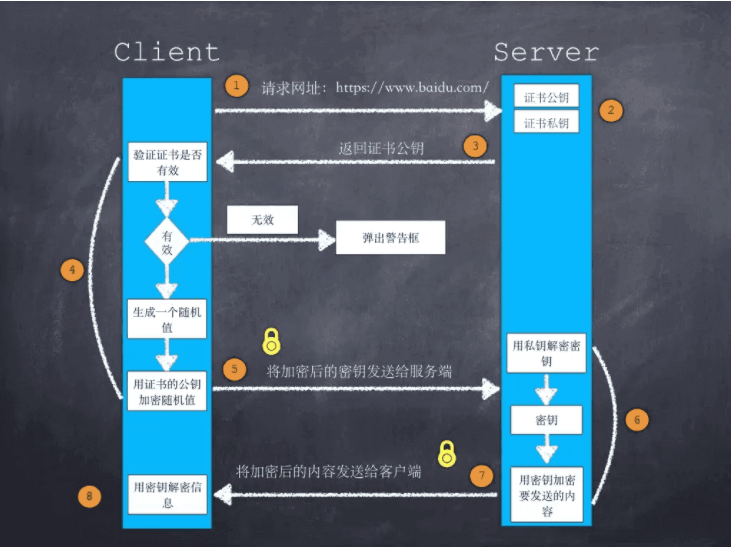 Client
Server
1
请求网址：https://www.baidu.com/
证书公钥
证书私钥
2
返回证书公钥
3
验证证书是否
有效
有
效
无效
弹出警告框
4
生成一个随机
值
用证书的公钥
加密随机值
5
将加密后的密钥发送给服务端
用私钥解密密
钥
密钥
6
用密钥加密
要发送的内
容
将加密后的内容发送给客户端
7
8
用密钥解密信
息